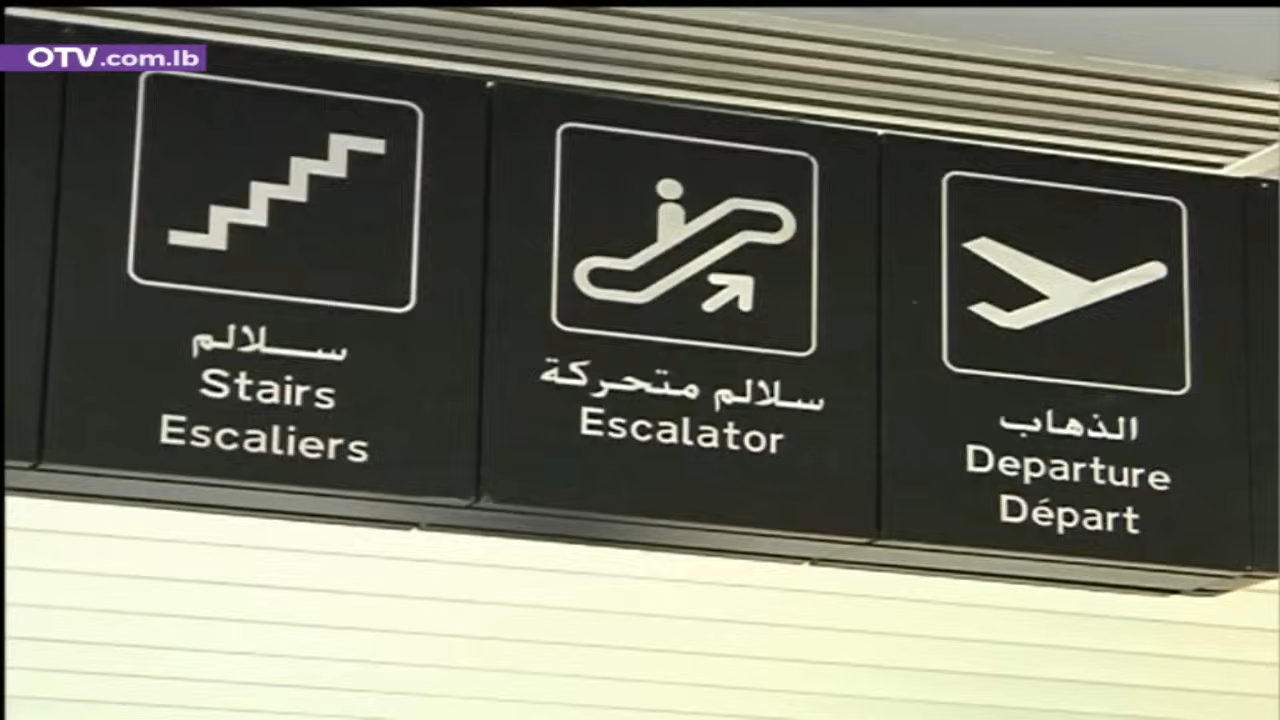 OTV.com.lb
سلالم
Stairs
Escaliers
سلالم متحركة
Escalator
الذهاب
Departure
Départ